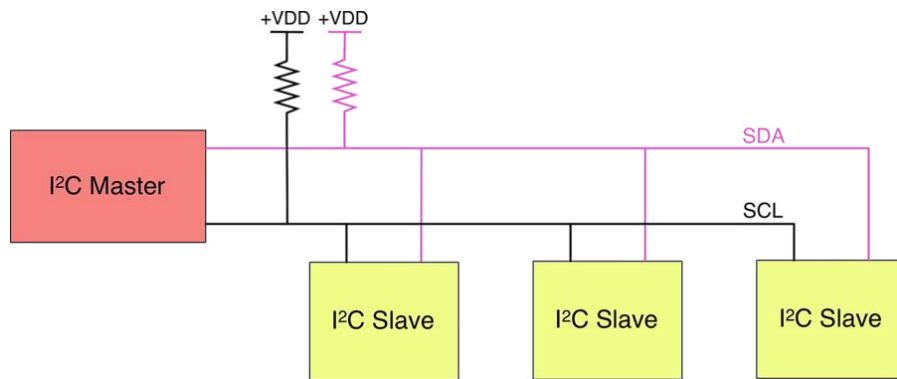 +VDD +VDD
SDA
I²C Master
SCL
I²C Slave
I²C Slave
I²C Slave